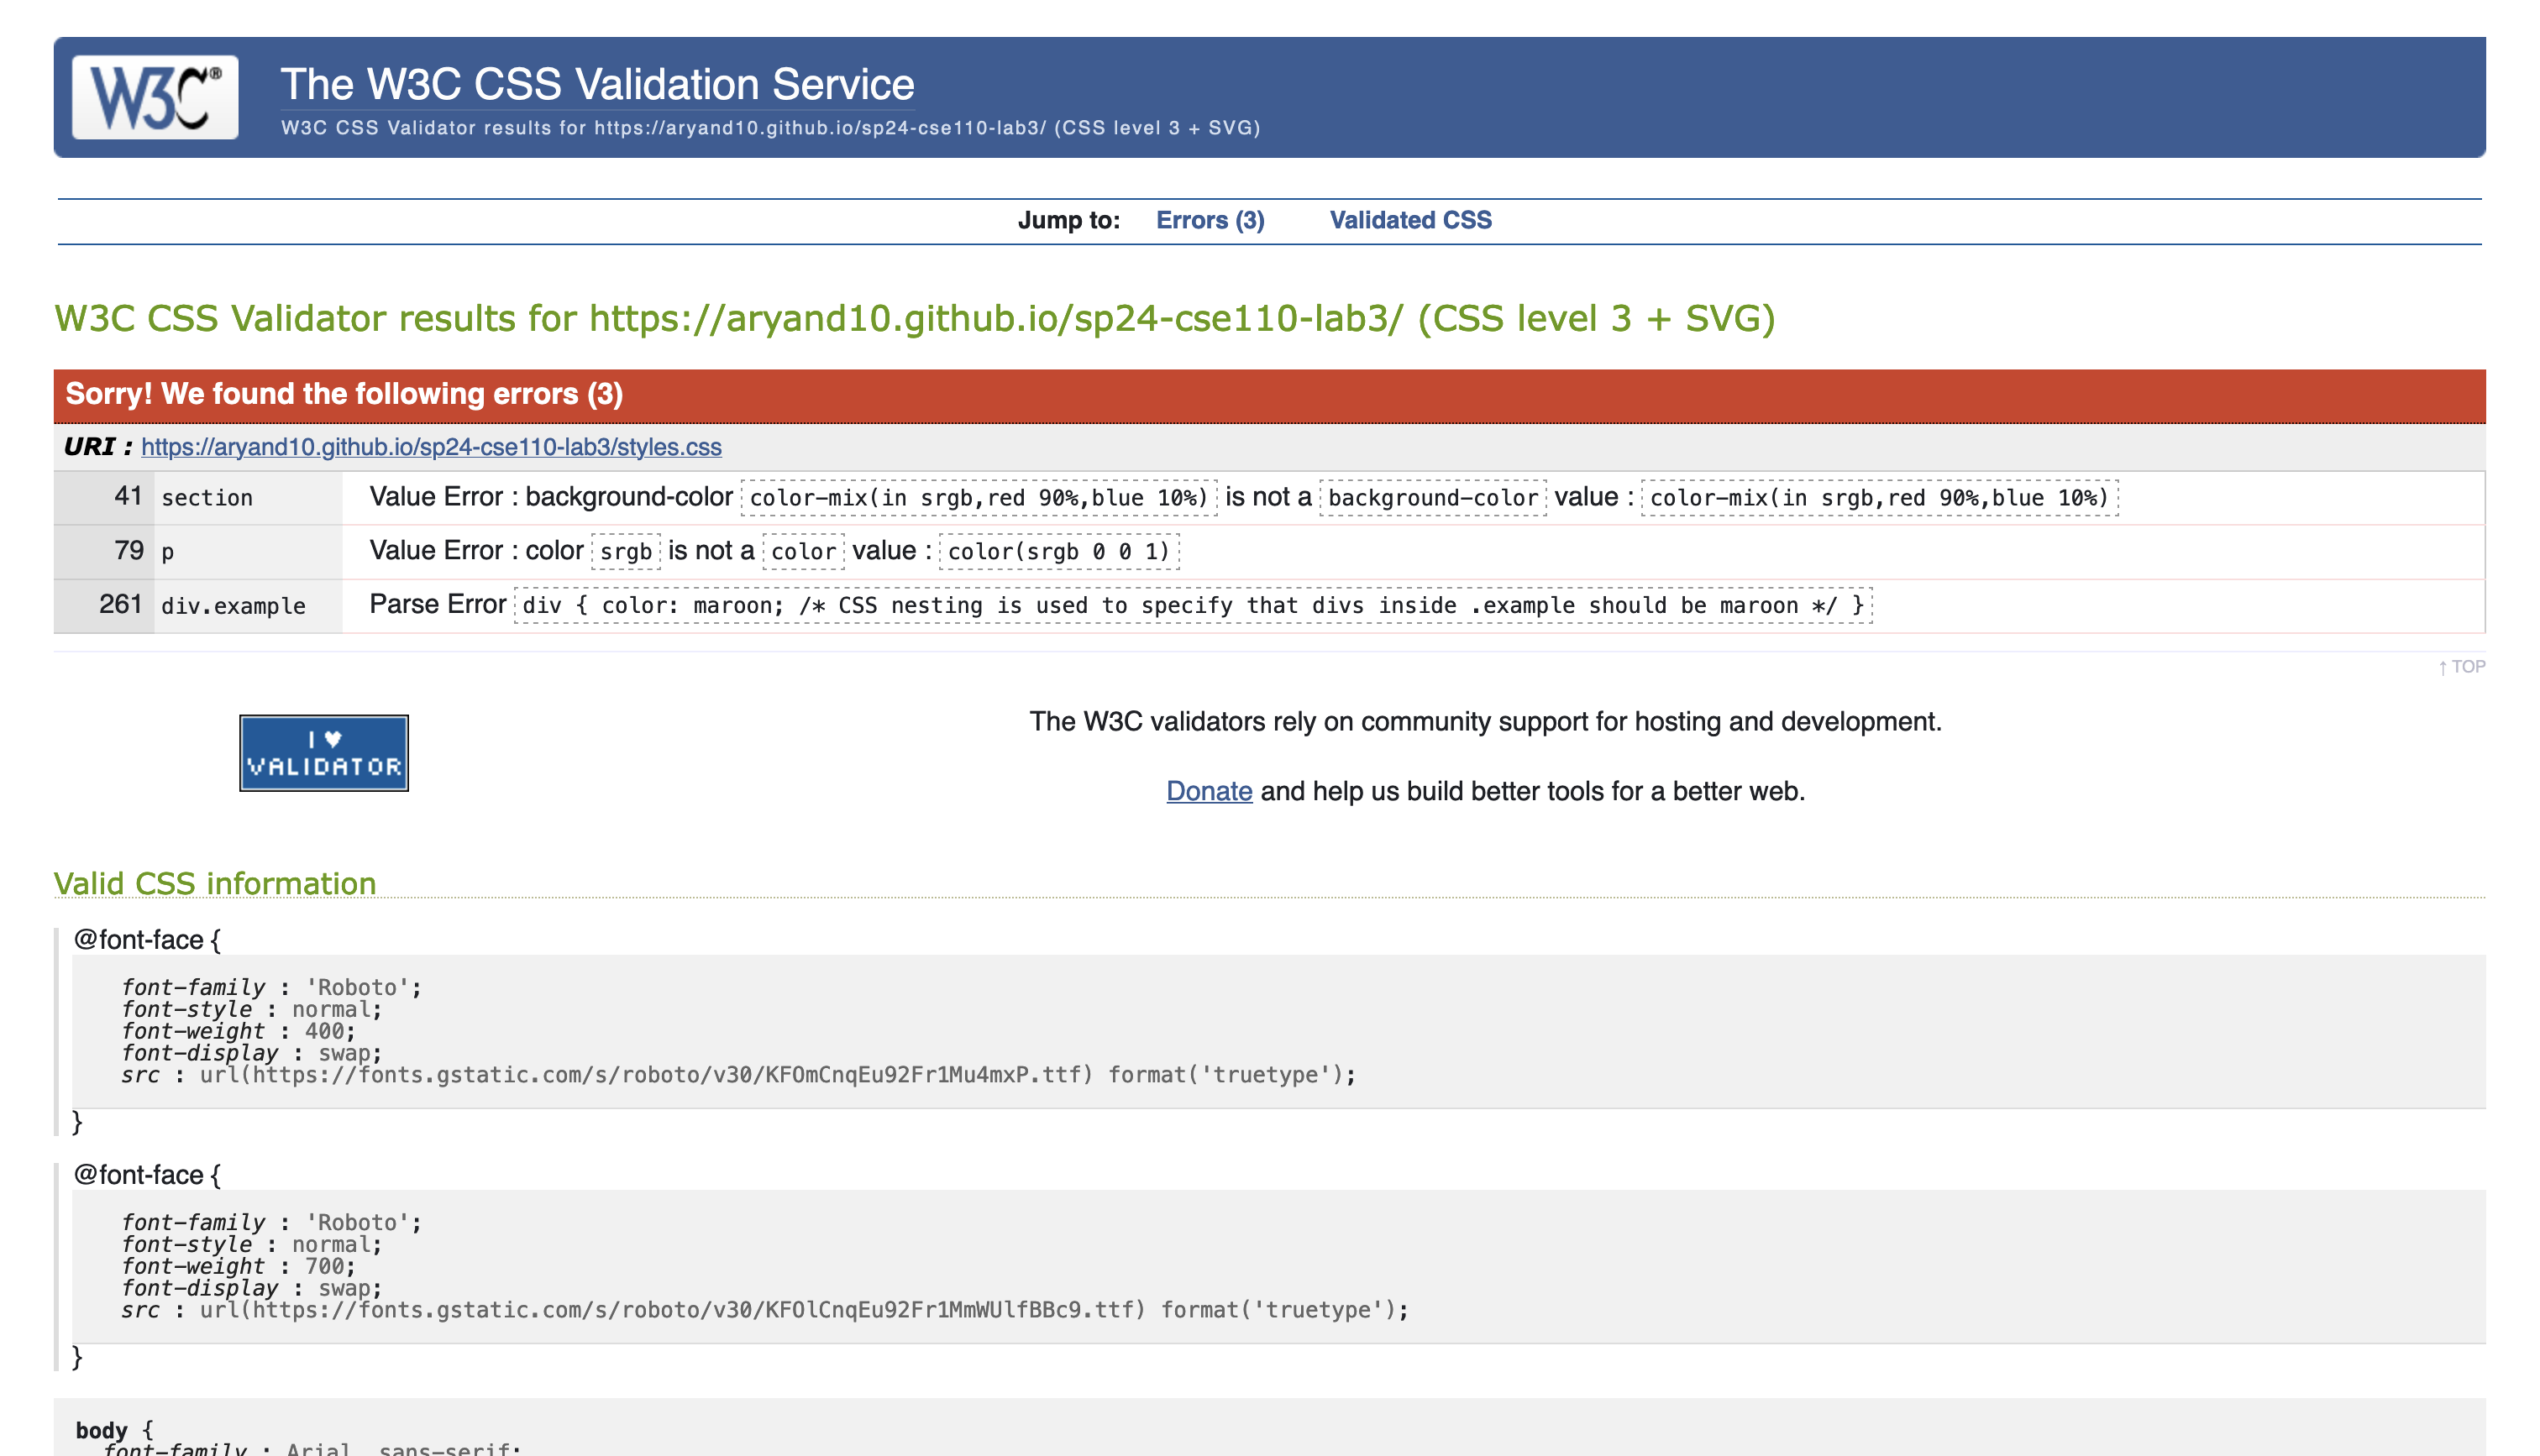 W3C®
The W3C CSS Validation Service
W3C CSS Validator results for https://aryand10.github.io/sp24-cse110-lab3/ (CSS level 3 + SVG)
Jump to: Errors (3) Validated CSS
W3C CSS Validator results for https://aryand10.github.io/sp24-cse110-lab3/ (CSS level 3 + SVG)
Sorry! We found the following errors (3)
URI : https://aryand10.github.io/sp24-cse110-lab3/styles.css
41 section Value Error : background-color color-mix(in srgb,red 90%,blue 10%) is not a background-color value : color-mix(in srgb,red 90%,blue 10%)
79 p Value Error : color srgb is not a color value : color(srgb 0 0 1)
261 div.example Parse Error div { color: maroon; /* CSS nesting is used to specify that divs inside .example should be maroon */ }
↑ TOP
I ♥
VALIDATOR
The W3C validators rely on community support for hosting and development.
Donate and help us build better tools for a better web.
Valid CSS information
@font-face {
font-family : 'Roboto';
font-style : normal;
font-weight : 400;
font-display : swap;
src : url(https://fonts.gstatic.com/s/roboto/v30/KFOmCnqEu92Fr1Mu4mxP.ttf) format('truetype');
}
@font-face {
font-family : 'Roboto';
font-style : normal;
font-weight : 700;
font-display : swap;
src : url(https://fonts.gstatic.com/s/roboto/v30/KFOlCnqEu92Fr1MmWUlfBBc9.ttf) format('truetype');
}
body {
font-family : Arial, sans-serif;